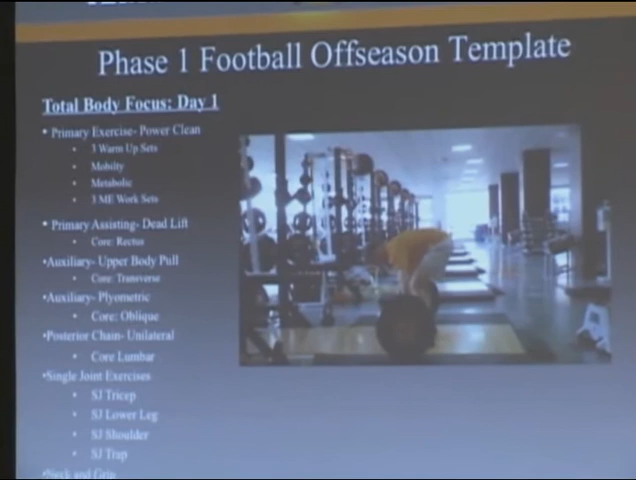 Phase 1 Football Offseason Template
Total Body Focus: Day 1
• Primary Exercise- Power Clean
• 3 Warm Up Sets
• Mobility
• Metabolic
• 3 ME Work Sets
• Primary Assisting- Dead Lift
• Core: Rectus
•Auxiliary- Upper Body Pull
• Core: Transverse
•Auxiliary- Plyometric
• Core: Oblique
•Posterior Chain- Unilateral
• Core Lumbar
•Single Joint Exercises
• SJ Tricep
• SJ Lower Leg
• SJ Shoulder
• SJ Trap
•Neck and Grip